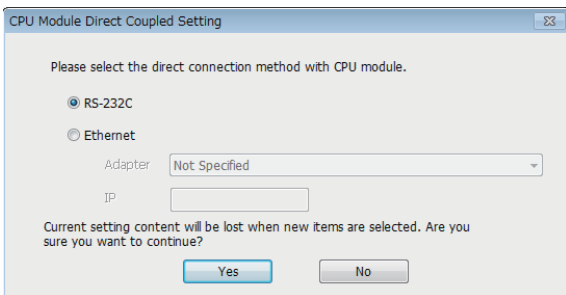 CPU Module Direct Coupled Setting
Please select the direct connection method with CPU module.
RS-232C
Ethernet
Adapter Not Specified
IP
Current setting content will be lost when new items are selected. Are you
sure you want to continue?
Yes No